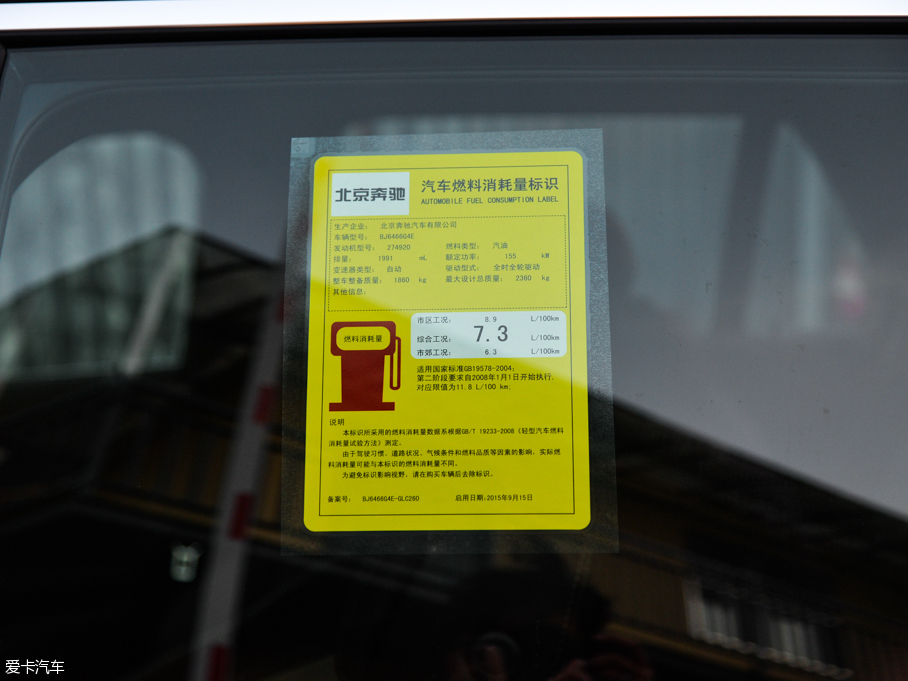 北京奔驰
汽车燃料消耗量标识
AUTOMOBILE FUEL CONSUMPTION LABEL
生产企业: 北京奔驰汽车有限公司
车辆型号: BJ6466G4E
发动机型号: 274920 燃料类型: 汽油
排量: 1991 mL 额定功率: 155 kW
变速器类型: 自动 驱动型式: 全时全轮驱动
整车整备质量: 1860 kg 最大设计总质量: 2360 kg
其他信息:
燃料消耗量
市区工况: 8.9 L/100km
综合工况: 7.3 L/100km
市郊工况: 6.3 L/100km
适用国家标准GB19578-2004:
第二阶段要求自2008年1月1日开始执行,
对应限值为11.8 L/100 km.
说明
本标识所采用的燃料消耗量数据系根据GB/T 19233-2008《轻型汽车燃料
消耗量试验方法》测定。
由于驾驶习惯、道路状况、气候条件和燃料品质等因素的影响,实际燃
料消耗量可能与本标识的燃料消耗量不同。
为避免标识影响视野,请在购买车辆后去除标识。
备案号: BJ6466G4E-GLC260 启用日期:2015年9月15日
爱卡汽车